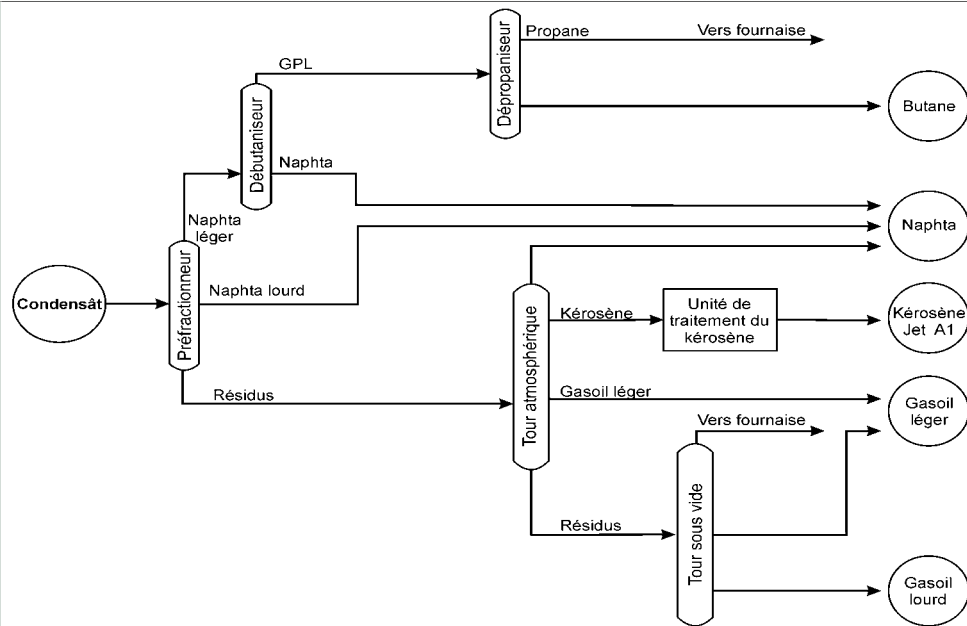 Propane
Vers fournaise
GPL
Dépropaniseur
Butane
Débutaniseur
Naphta
Naphta
léger
Naphta
Condensât
Préfractionneur
Naphta lourd
Tour atmosphérique
Kérosène
Unité de
traitement du
kérosène
Kérosène
Jet A1
Résidus
Gasoil léger
Gasoil
léger
Vers fournaise
Résidus
Tour sous vide
Gasoil
lourd